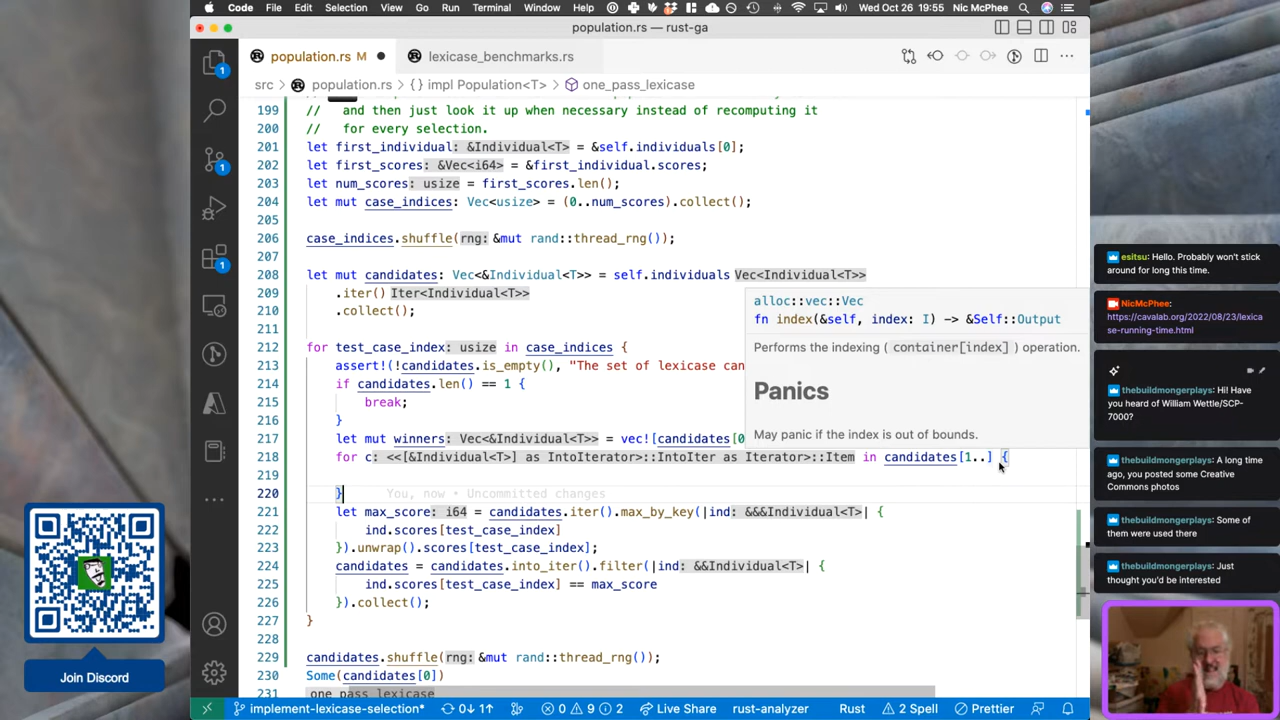 Code File Edit Selection View Go Run Terminal Window Help Wed Oct 26 19:55 Nic McPhee
population.rs — rust-ga
population.rs M lexicase_benchmarks.rs
src > population.rs > { } impl Population<T> > one_pass_lexicase
199 // and then just look it up when necessary instead of recomputing it
200 // for every selection.
201 let first_individual: &Individual<T> = &self.individuals[0];
202 let first_scores: &Vec<i64> = &first_individual.scores;
203 let num_scores: usize = first_scores.len();
204 let mut case_indices: Vec<usize> = (0..num_scores).collect();
205
206 case_indices.shuffle(rng: &mut rand::thread_rng());
207
208 let mut candidates: Vec<&Individual<T>> = self.individuals Vec<Individual<T>>
209 .iter() Iter<Individual<T>>
210 .collect();
211
212 for test_case_index: usize in case_indices {
213 assert!(!candidates.is_empty(), "The set of lexicase can
214 if candidates.len() == 1 {
215 break;
216 }
217 let mut winners: Vec<&Individual<T>> = vec![candidates[0
218 for c: <<[&Individual<T>] as IntoIterator>::IntoIter as Iterator>::Item in candidates[1..] {
219
220 } You, now • Uncommitted changes
221 let max_score: i64 = candidates.iter().max_by_key(|ind: &&&Individual<T>| {
222 ind.scores[test_case_index]
223 }).unwrap().scores[test_case_index];
224 candidates = candidates.into_iter().filter(|ind: &&Individual<T>| {
225 ind.scores[test_case_index] == max_score
226 }).collect();
227 }
228
229 candidates.shuffle(rng: &mut rand::thread_rng());
230 Some(candidates[0])
231 one_pass_lexicase
alloc::vec::Vec
fn index(&self, index: I) -> &Self::Output
Performs the indexing ( container[index] ) operation.
Panics
May panic if the index is out of bounds.
1
1
1
implement-lexicase-selection* 0↓ 1↑ 0 9 2 Live Share rust-analyzer Rust 2 Spell Prettier
Join Discord
esitsu: Hello. Probably won't stick
around for long this time.
NicMcPhee:
https://cavalab.org/2022/08/23/lexica
se-running-time.html
thebuildmongerplays: Hi! Have
you heard of William Wettle/SCP-
7000?
thebuildmongerplays: A long time
ago, you posted some Creative
Commons photos
thebuildmongerplays: Some of
them were used there
thebuildmongerplays: Just
thought you'd be interested